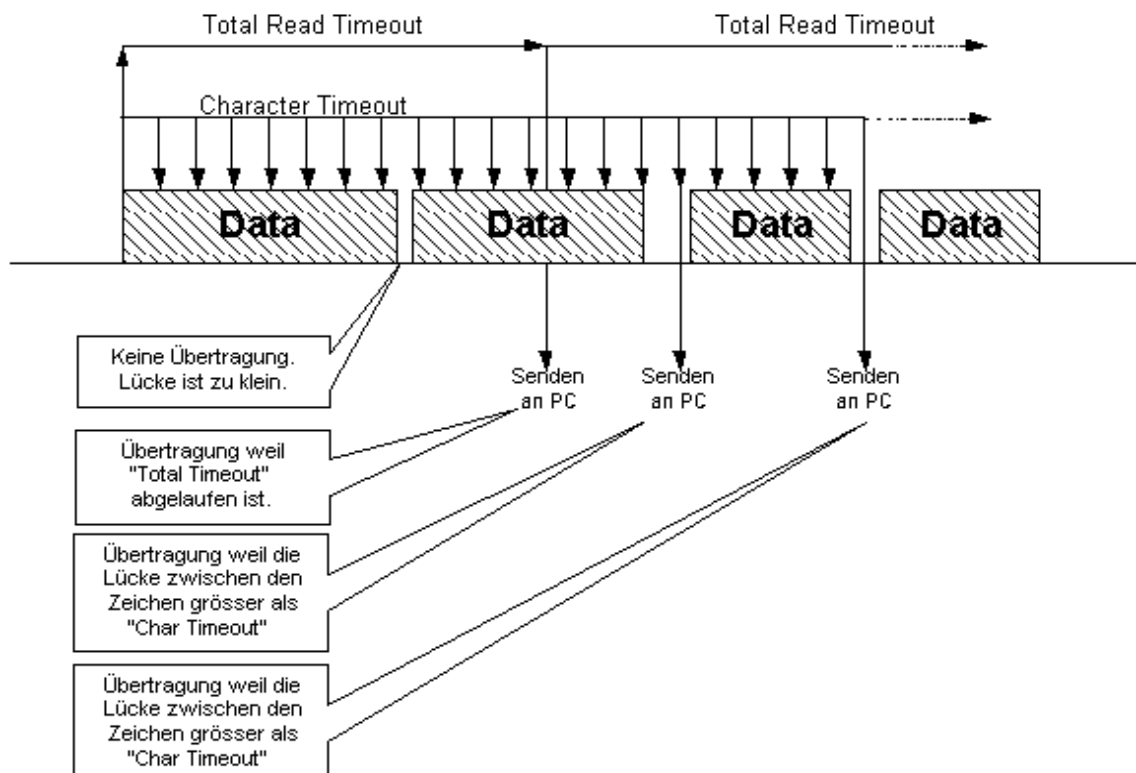 Total Read Timeout
Total Read Timeout
Character Timeout
Data
Data
Data
Data
Keine Übertragung.
Lücke ist zu klein.
Senden
an PC
Senden
an PC
Senden
an PC
Übertragung weil
"Total Timeout"
abgelaufen ist.
Übertragung weil die
Lücke zwischen den
Zeichen grösser als
"Char Timeout"
Übertragung weil die
Lücke zwischen den
Zeichen grösser als
"Char Timeout"